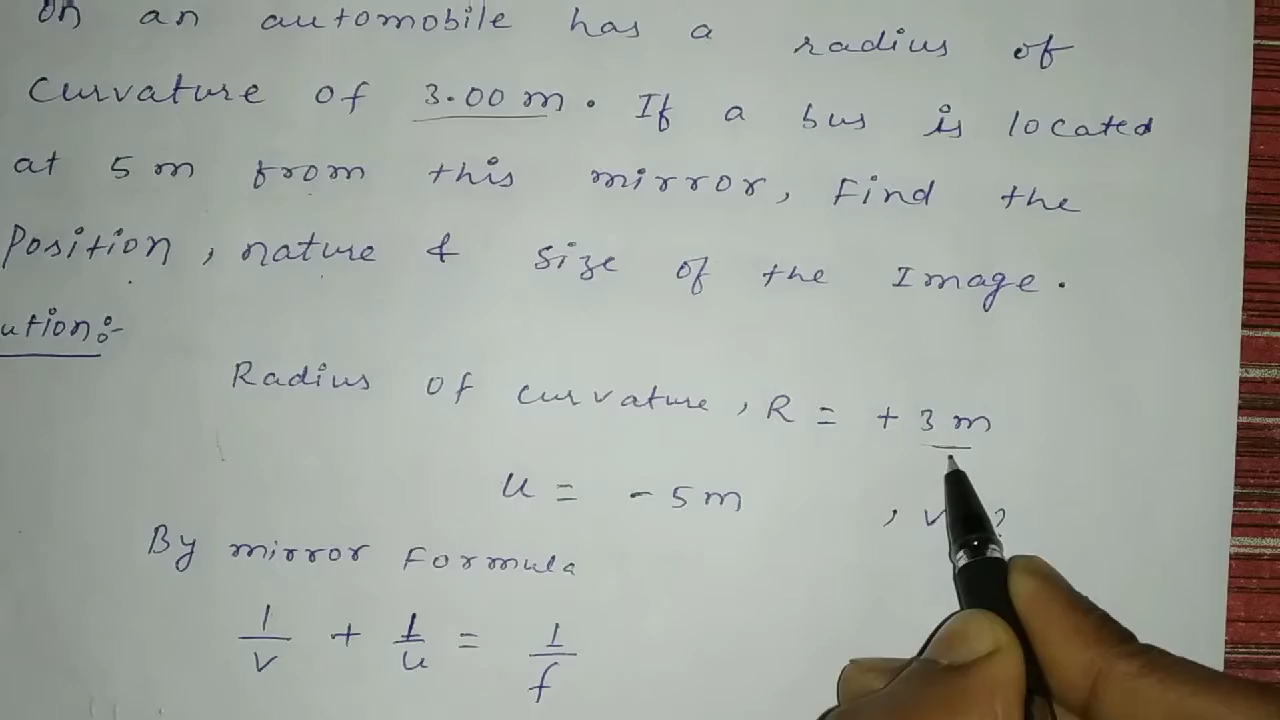 on an automobile has a radius of
curvature of 3.00 m. If a bus is located
at 5 m from this mirror, Find the
Position, nature & size of the Image.
ution:-
Radius of curvature, R = + 3 m
u = - 5 m , v
By mirror Formula
1/v + 1/u = 1/f